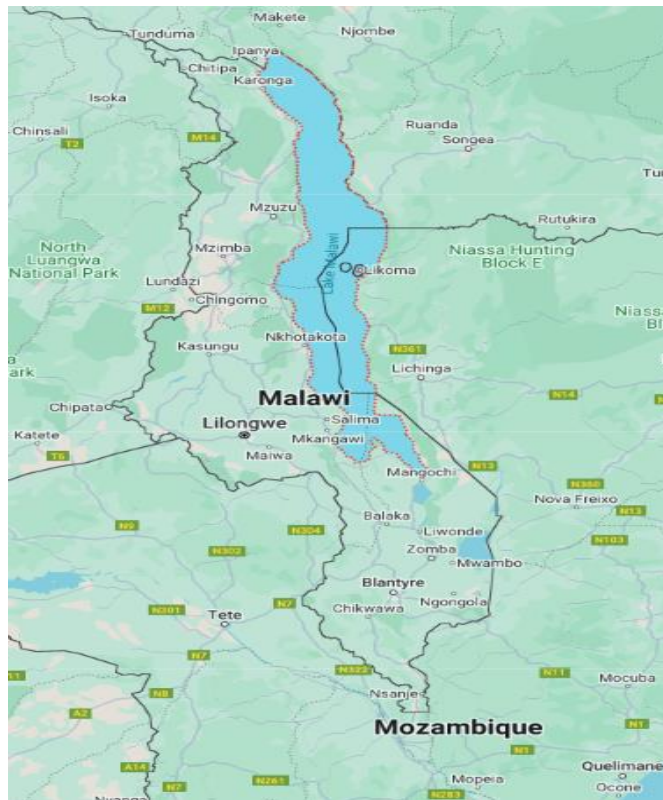 Makete
Tunduma
Njombe
Ipanya
Chitipa
Karonga
Isoka
Ruanda
Chinsali
M14
Songea
T2
Mzuzu
Rutukira
Mzimba
North
Luangwa
National Park
Niassa Hunting
Block E
Lake Malawi
Likoma
Lundazi
Chingomo
M12
Nkhotakota
N361
Kasungu
Lichinga
Malawi
N14
Chipata
Salima
Lilongwe
Mkangawi
Katete
Maiwa
T6
Mangochi
N13
N360
Nova Freixo
N13
Balaka
N304
N9
Liwonde
N302
N103
Zomba
Mwambo
Blantyre
Ngongola
N301
N7
Chikwawa
Tete
N7
N322
N11
Nsanje
Mocuba
N8
A2
Mozambique
N1
N1
A14
Quelimane
N7
N261
Mopeia
Ocone
N283